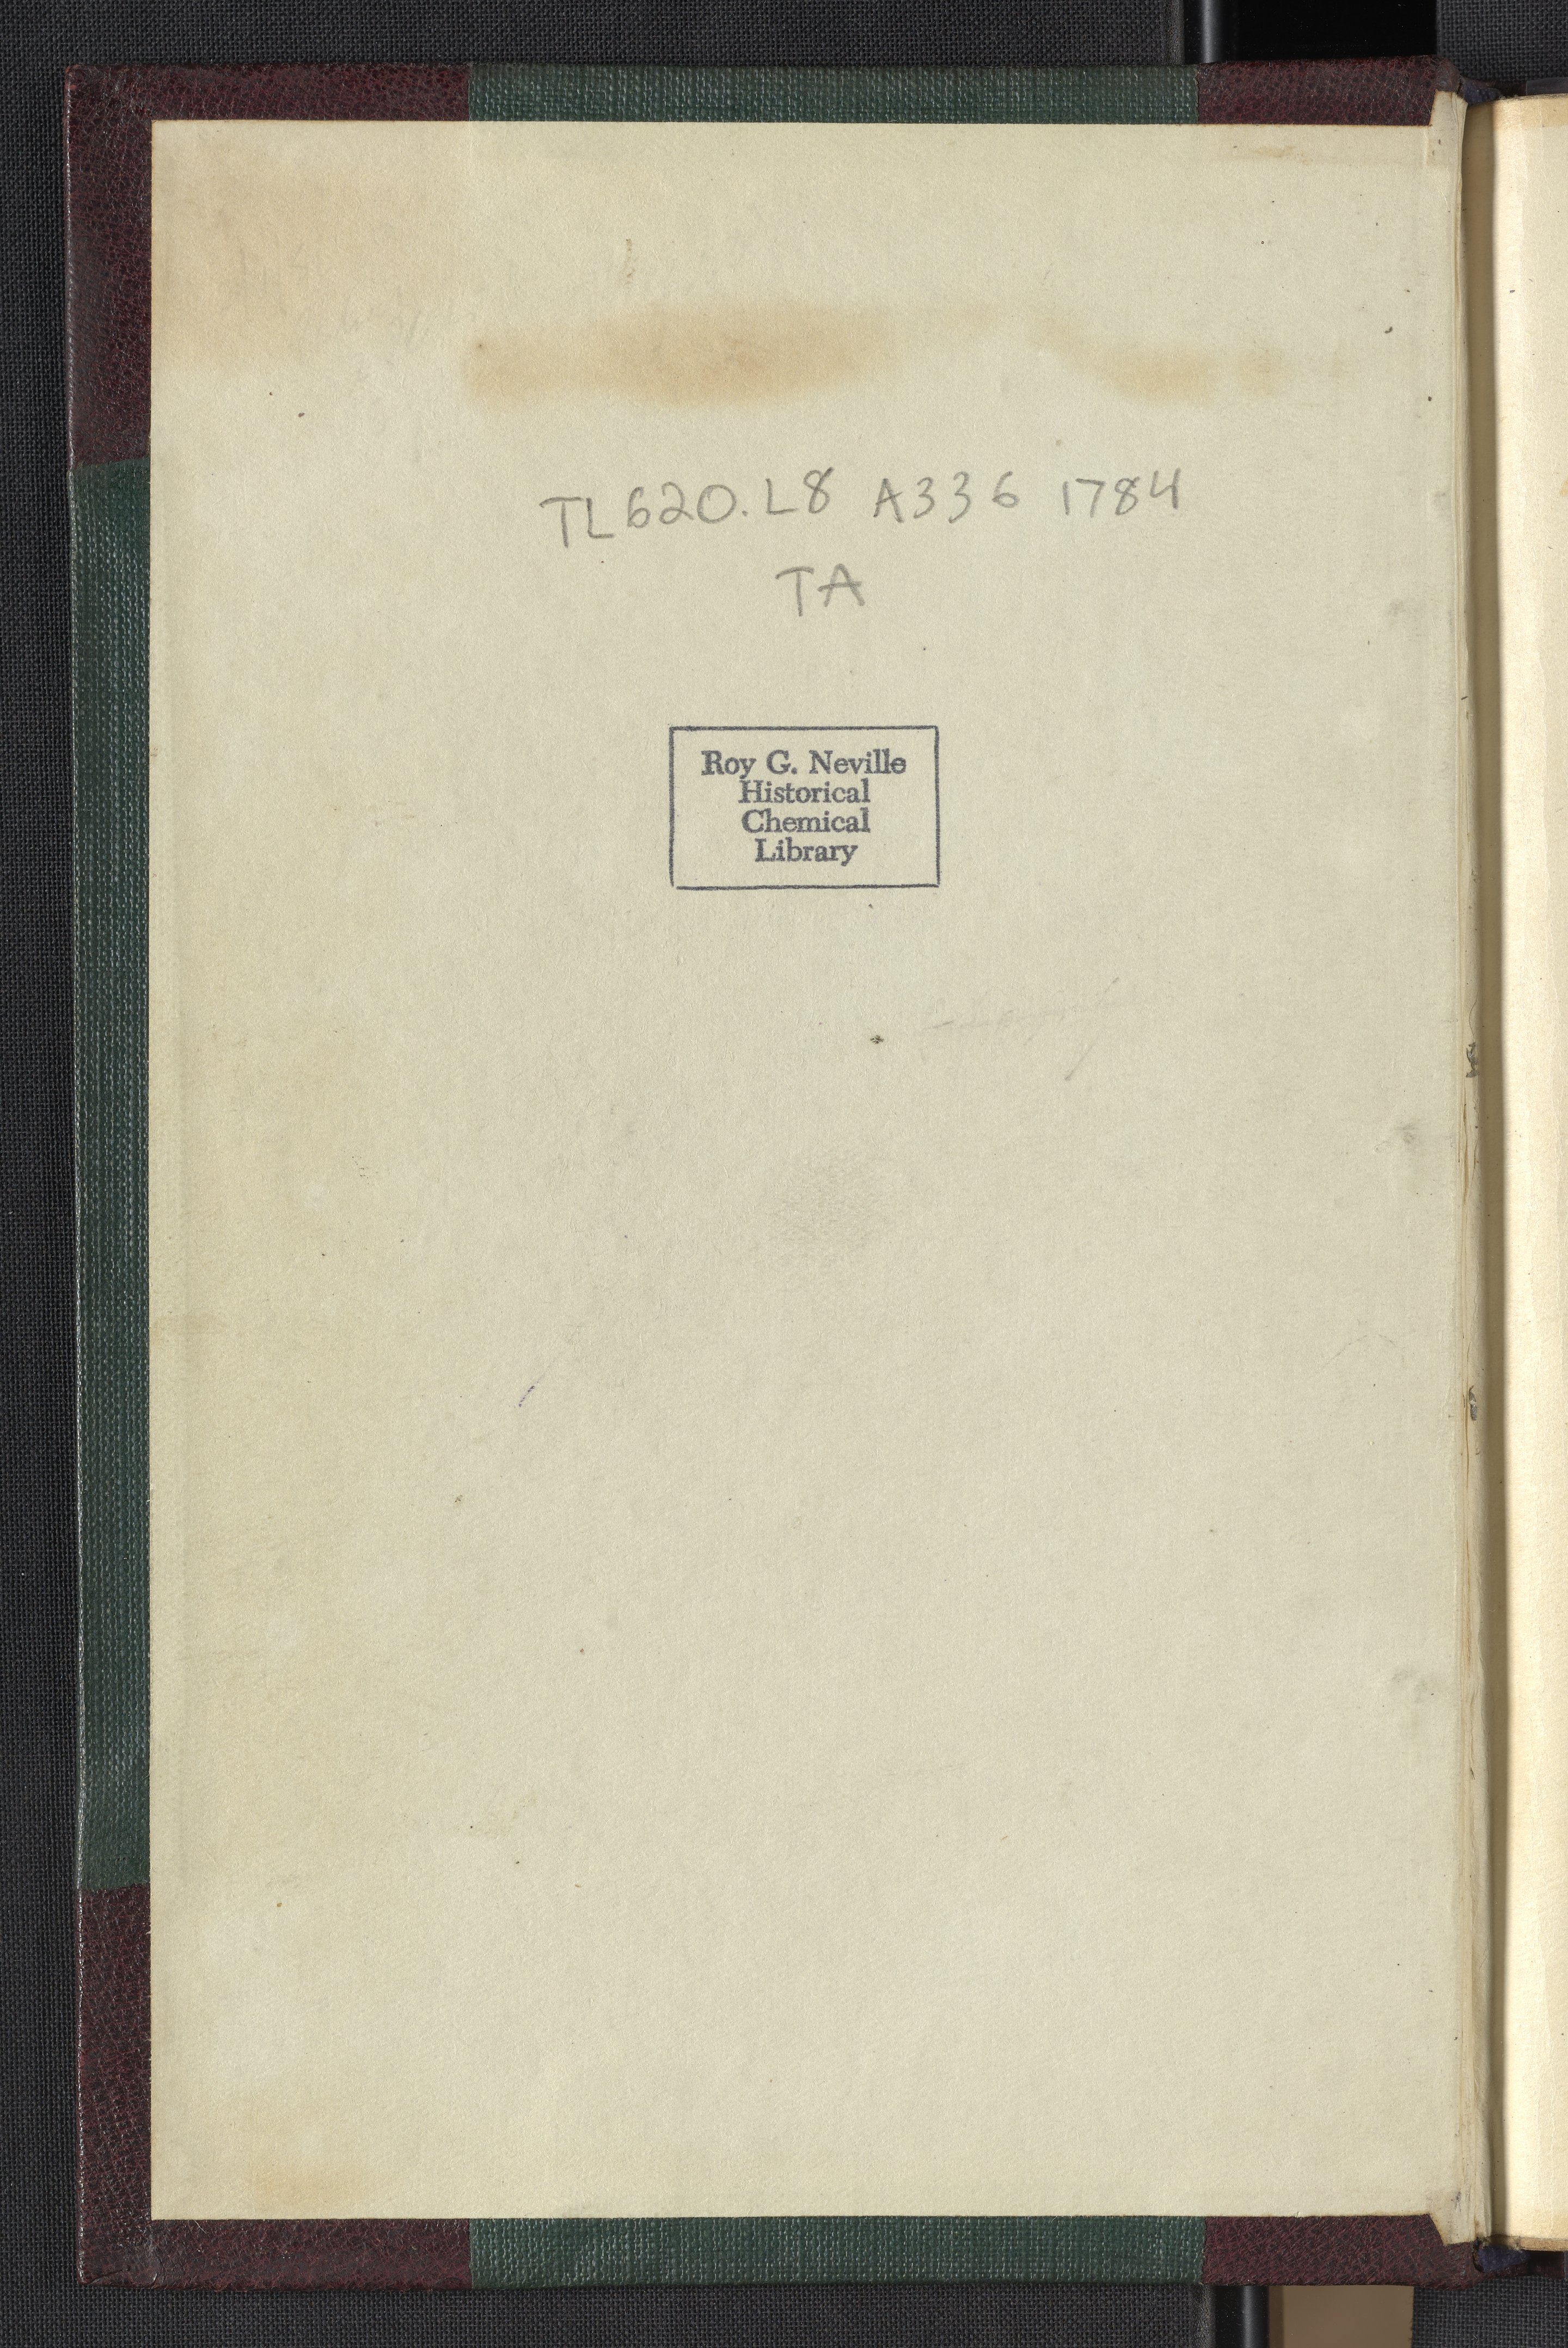 TL620.L8 A336 1784
TA
Roy G. Neville
Historical
Chemical
Library